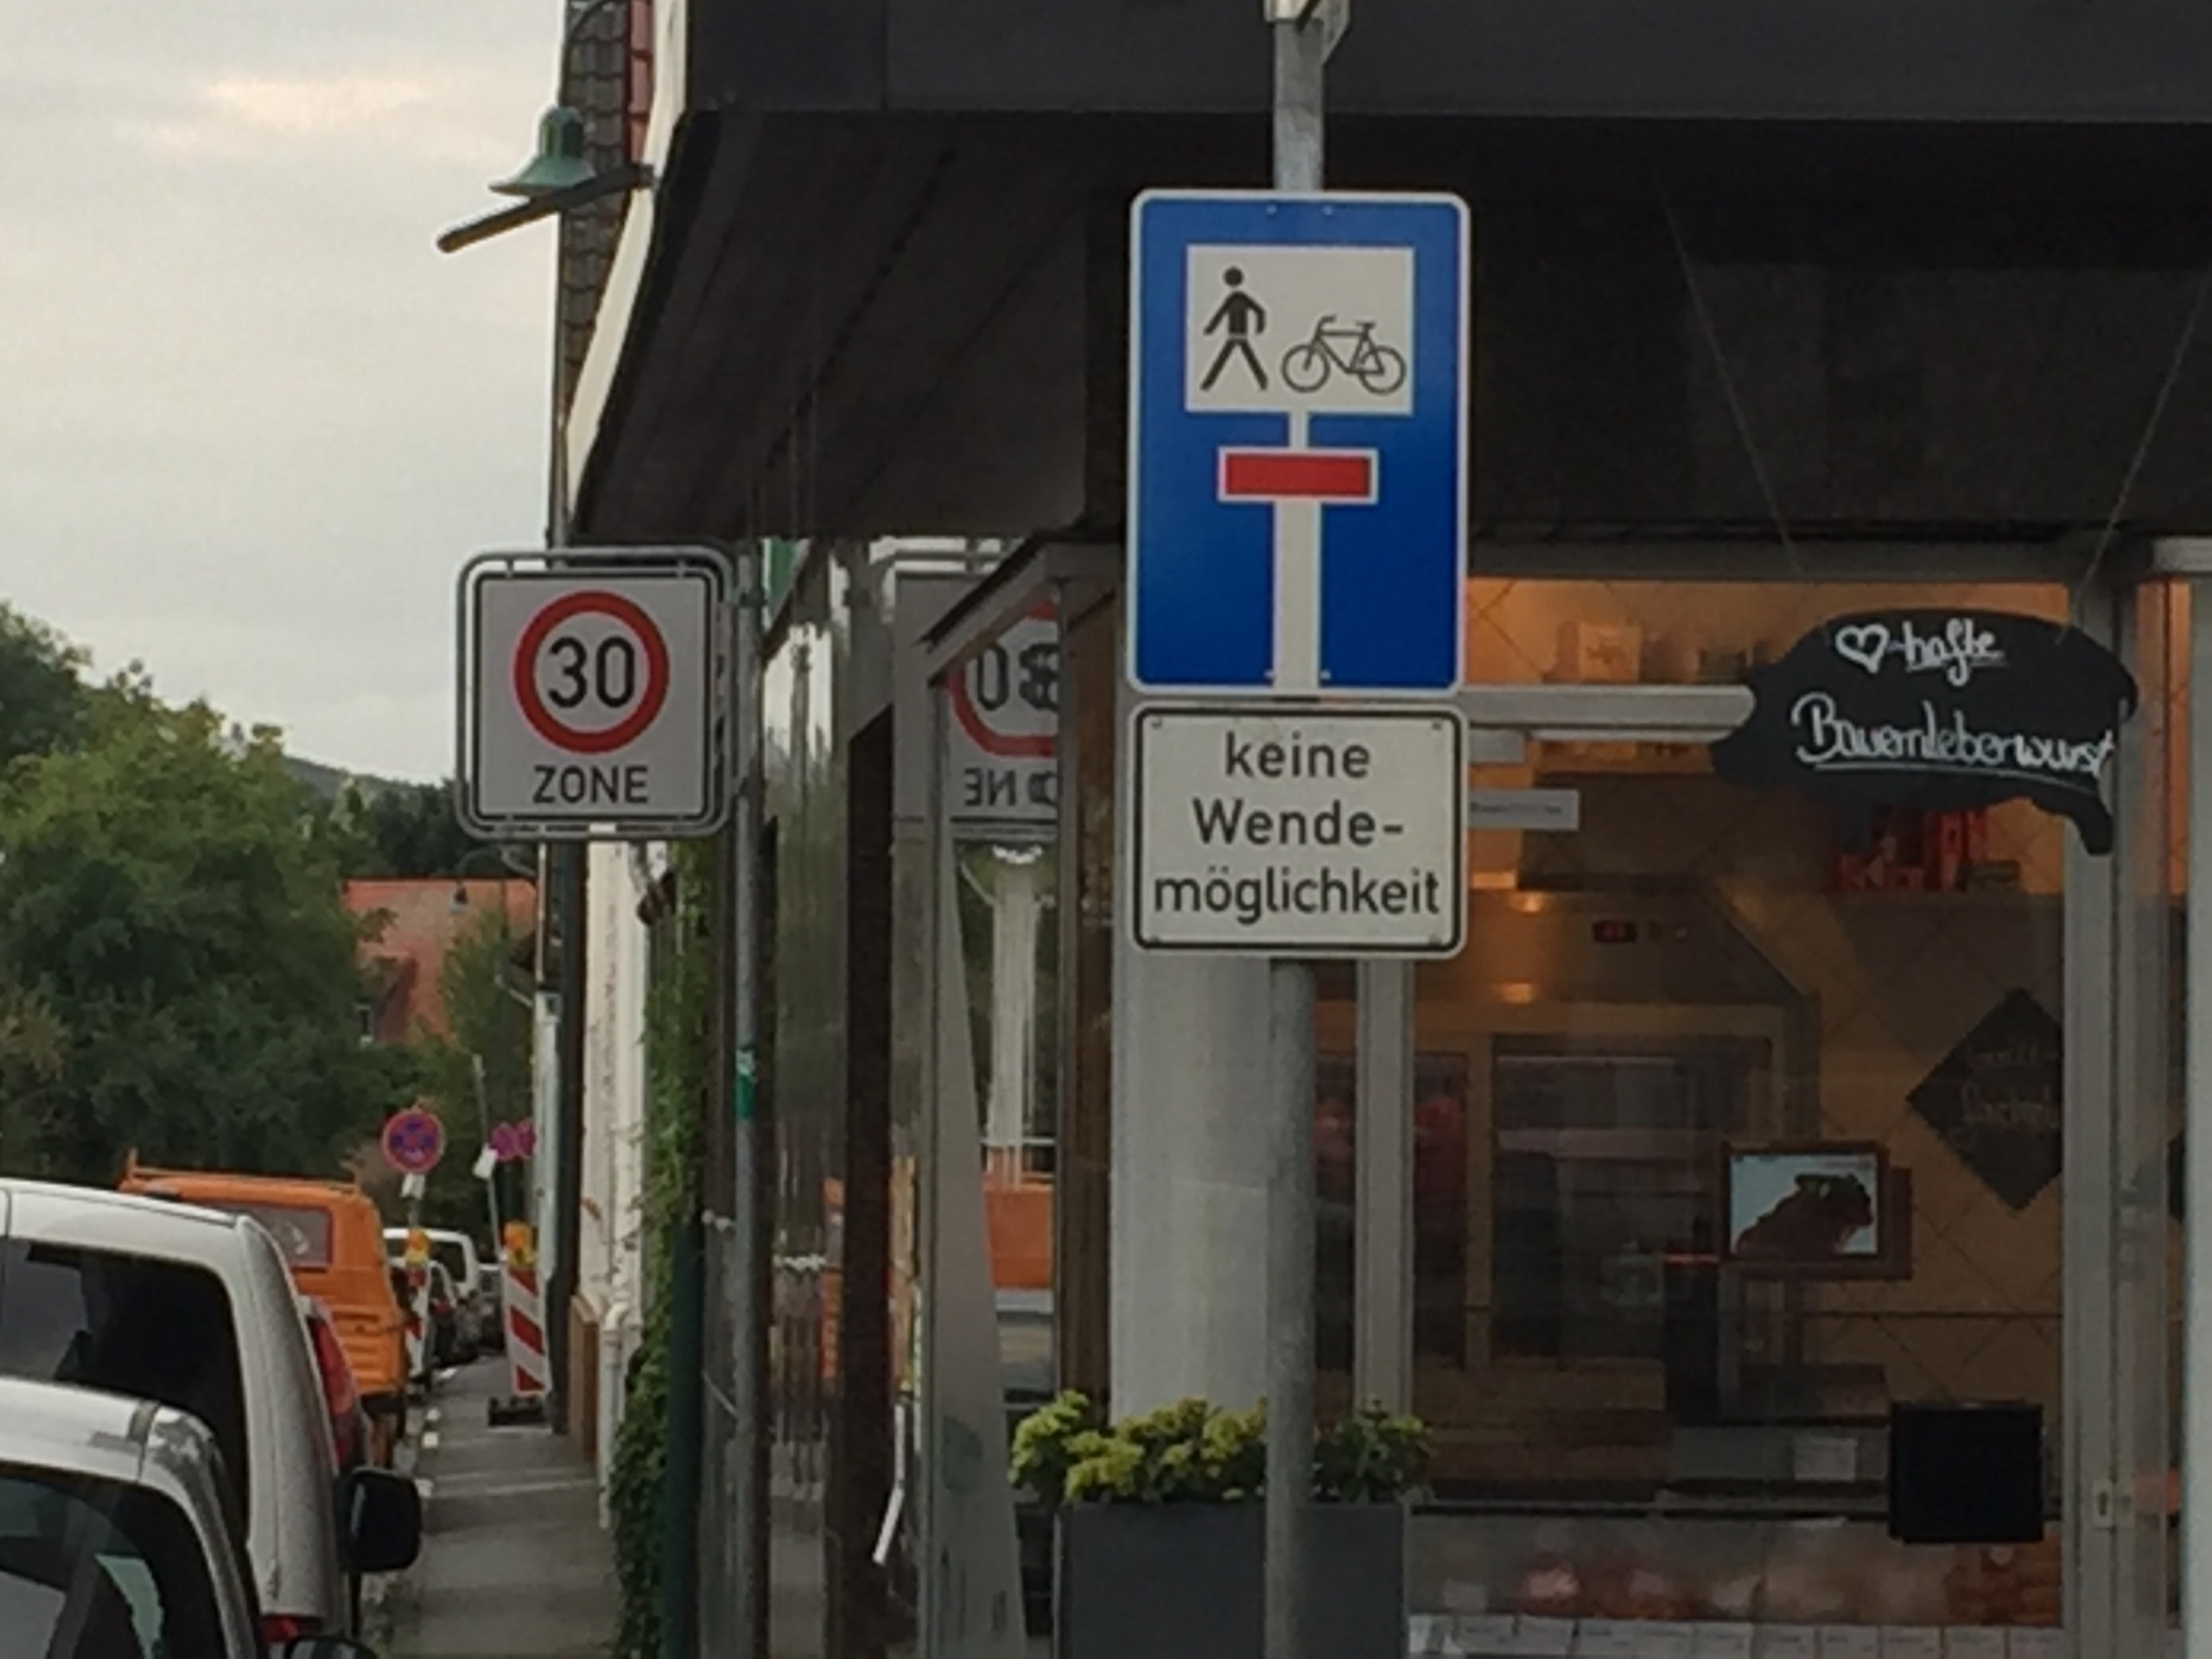 30
ZONE
keine
Wende-
möglichkeit
♡-hafte
Bauernleberwurst